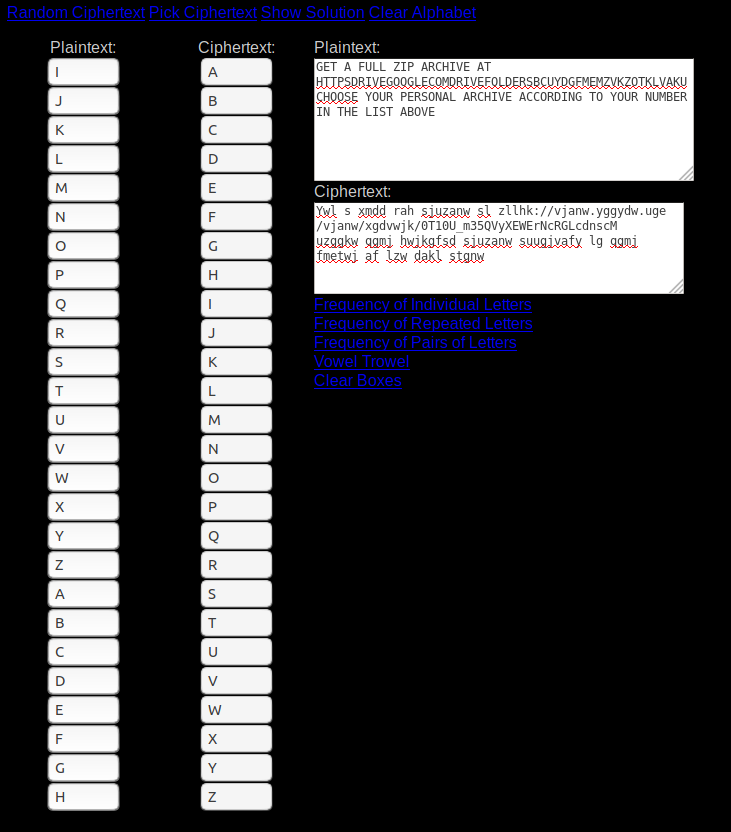 Random Ciphertext Pick Ciphertext Show Solution Clear Alphabet
Plaintext: Ciphertext: Plaintext:
I A
J B
K C
L D
M E
N F
O G
P H
Q I
R J
S K
T L
U M
V N
W O
X P
Y Q
Z R
A S
B T
C U
D V
E W
F X
G Y
H Z
GET A FULL ZIP ARCHIVE AT
HTTPSDRIVEGOOGLECOMDRIVEFOLDERSBCUYDGFMEMZVKZOTKLVAKU
CHOOSE YOUR PERSONAL ARCHIVE ACCORDING TO YOUR NUMBER
IN THE LIST ABOVE
Ciphertext:
Ywl s xmdd rah sjuzanw sl zllhk://vjanw.yggydw.uge
/vjanw/xgdvwjk/0T10U_m35QVyXEWErNcRGLcdnscM
uzggkw qgmj hwjkgfsd sjuzanw suugjvafy lg qgmj
fmetwj af lzw dakl stgnw
Frequency of Individual Letters
Frequency of Repeated Letters
Frequency of Pairs of Letters
Vowel Trowel
Clear Boxes